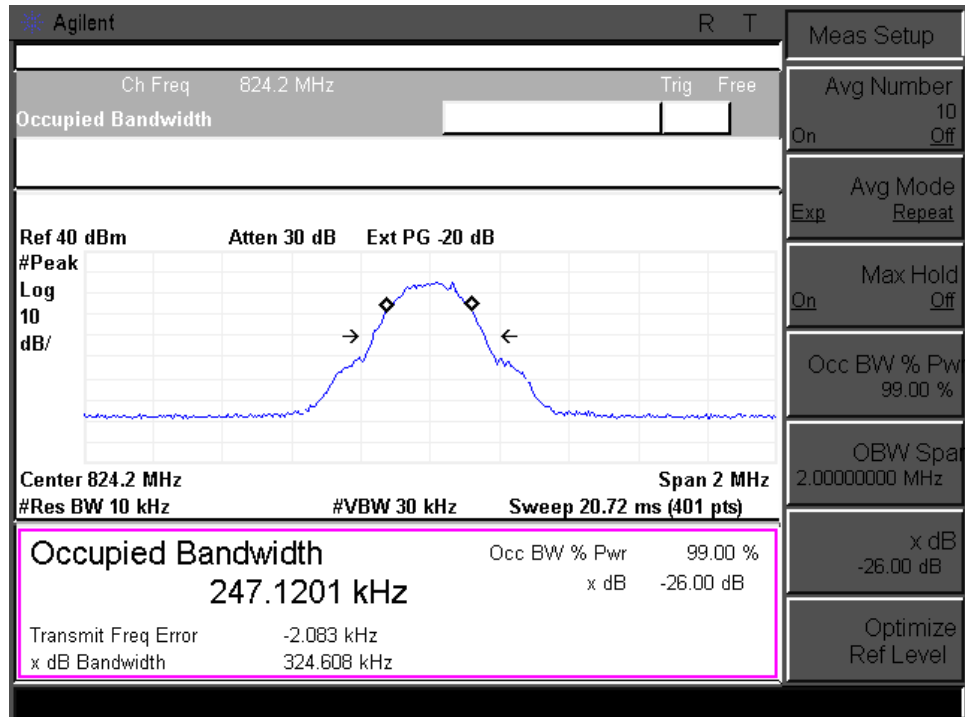 Agilent R T
Ch Freq 824.2 MHz Trig Free
Occupied Bandwidth
Ref 40 dBm Atten 30 dB Ext PG -20 dB
#Peak
Log
10
dB/
Center 824.2 MHz Span 2 MHz
#Res BW 10 kHz #VBW 30 kHz Sweep 20.72 ms (401 pts)
Occupied Bandwidth
247.1201 kHz
Occ BW % Pwr 99.00 %
x dB -26.00 dB
Transmit Freq Error -2.083 kHz
x dB Bandwidth 324.608 kHz
Meas Setup
Avg Number
10
On Off
Avg Mode
Exp Repeat
Max Hold
On Off
Occ BW % Pwr
99.00 %
OBW Spa
2.00000000 MHz
x dB
-26.00 dB
Optimize
Ref Level